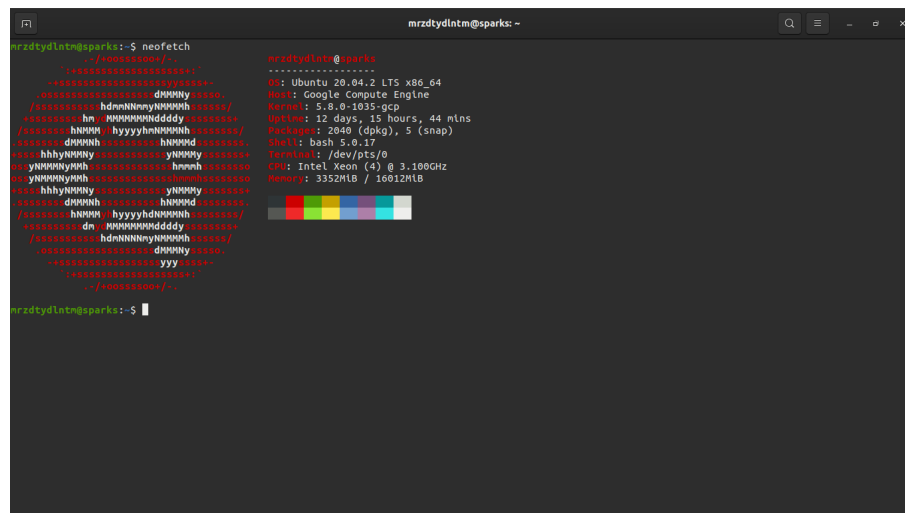 mrzdtydlntm@sparks: ~
mrzdtydlntm@sparks:~$ neofetch
mrzdtydlntm@sparks
------------------
OS: Ubuntu 20.04.2 LTS x86_64
Host: Google Compute Engine
Kernel: 5.8.0-1035-gcp
Uptime: 12 days, 15 hours, 44 mins
Packages: 2040 (dpkg), 5 (snap)
Shell: bash 5.0.17
Terminal: /dev/pts/0
CPU: Intel Xeon (4) @ 3.100GHz
Memory: 3352MiB / 16012MiB
mrzdtydlntm@sparks:~$